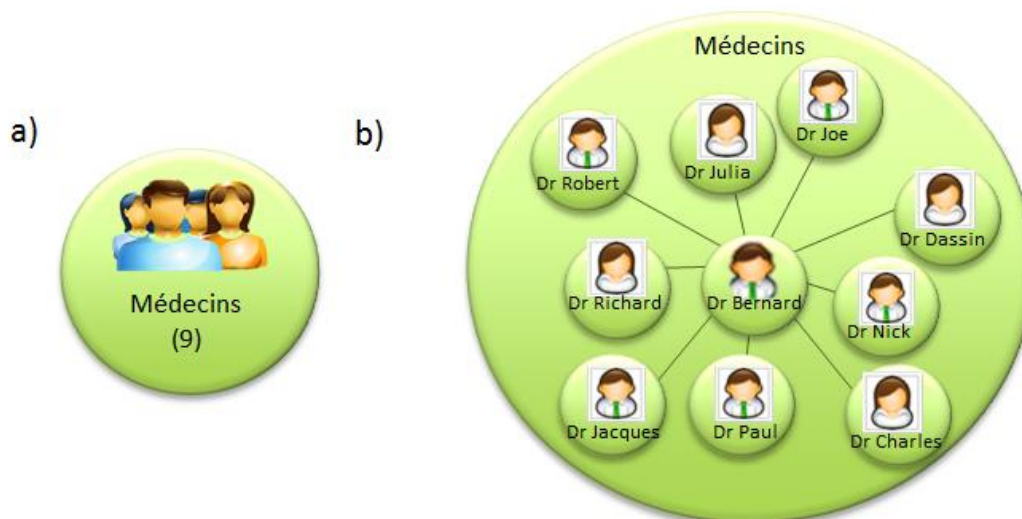 a)
Médecins
(9)
b)
Médecins
Dr Joe
Dr Julia
Dr Robert
Dr Dassin
Dr Richard
Dr Bernard
Dr Nick
Dr Jacques
Dr Paul
Dr Charles